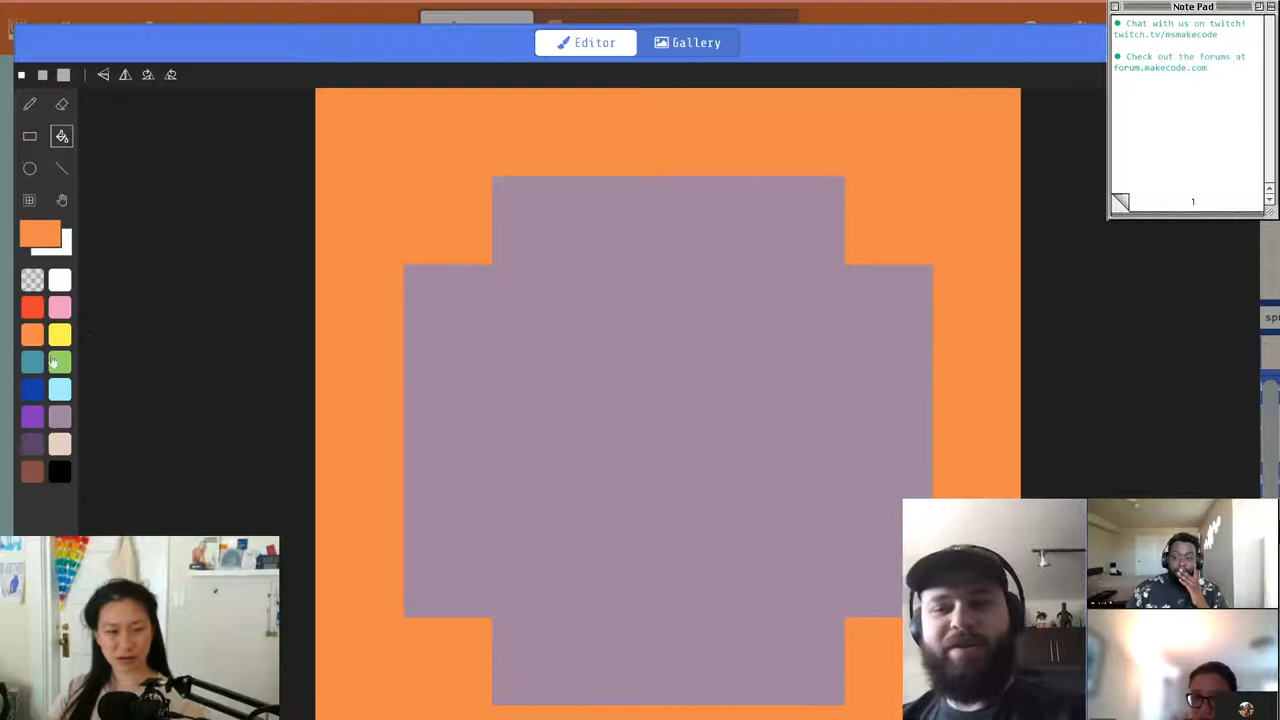 Note Pad
Editor
Gallery
● Chat with us on twitch!
twitch.tv/msmakecode
● Check out the forums at
forum.makecode.com
1
spr